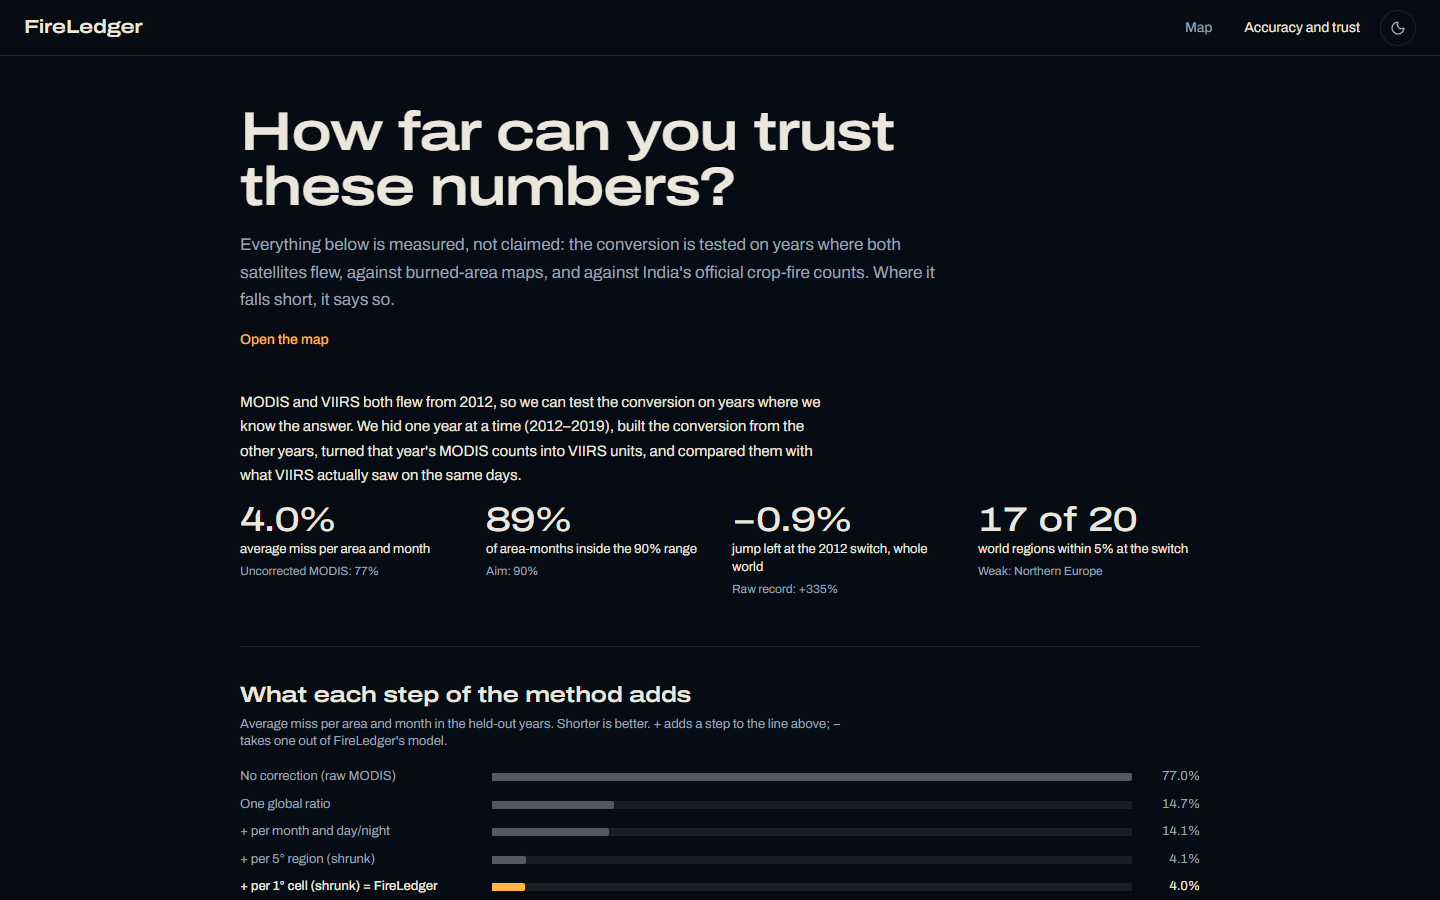 FireLedger
Map
Accuracy and trust
How far can you trust
these numbers?
Everything below is measured, not claimed: the conversion is tested on years where both
satellites flew, against burned-area maps, and against India's official crop-fire counts. Where it
falls short, it says so.
Open the map
MODIS and VIIRS both flew from 2012, so we can test the conversion on years where we
know the answer. We hid one year at a time (2012–2019), built the conversion from the
other years, turned that year's MODIS counts into VIIRS units, and compared them with
what VIIRS actually saw on the same days.
4.0%
average miss per area and month
Uncorrected MODIS: 77%
89%
of area-months inside the 90% range
Aim: 90%
−0.9%
jump left at the 2012 switch, whole
world
Raw record: +335%
17 of 20
world regions within 5% at the switch
Weak: Northern Europe
What each step of the method adds
Average miss per area and month in the held-out years. Shorter is better. + adds a step to the line above; −
takes one out of FireLedger's model.
No correction (raw MODIS) 77.0%
One global ratio 14.7%
+ per month and day/night 14.1%
+ per 5° region (shrunk) 4.1%
+ per 1° cell (shrunk) = FireLedger 4.0%